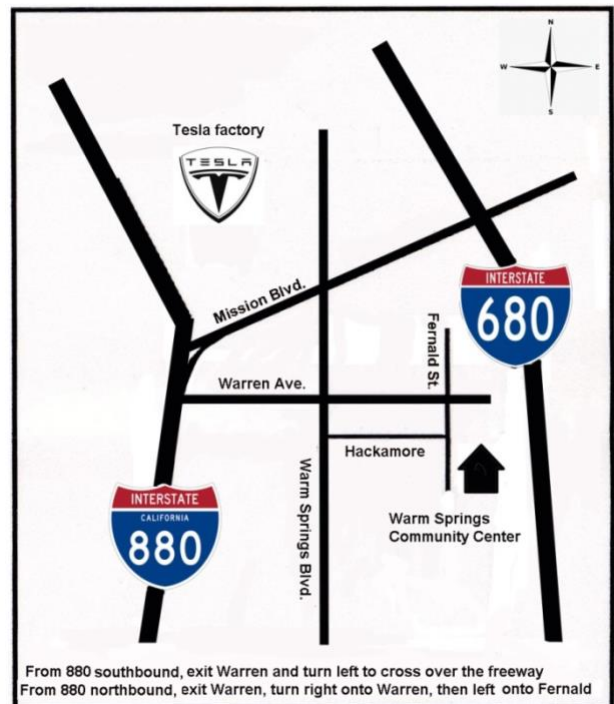 N
W E
S
Tesla factory
TESLA
INTERSTATE
680
Mission Blvd.
Fernald St.
Warren Ave.
Hackamore
Warm Springs Blvd.
INTERSTATE
CALIFORNIA
880
Warm Springs
Community Center
From 880 southbound, exit Warren and turn left to cross over the freeway
From 880 northbound, exit Warren, turn right onto Warren, then left onto Fernald